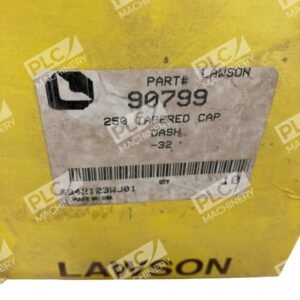 PART# LAWSON
90799
250 TAPERED CAP
DASH
-32
QTY
10
MADE IN USA
LAWSON
PLC
MACHINERY